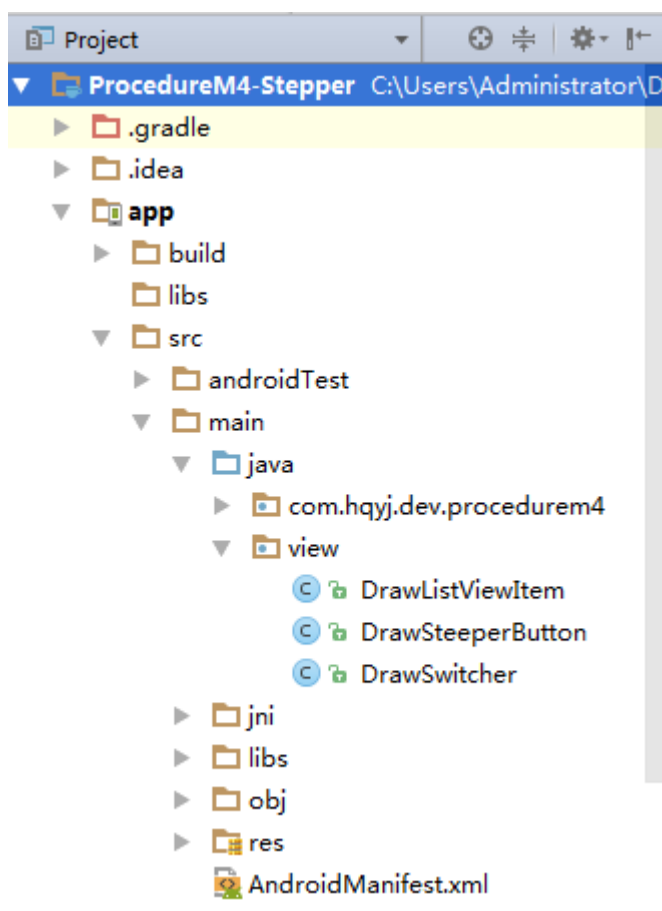 Project
ProcedureM4-Stepper C:\Users\Administrator\D
.gradle
.idea
app
build
libs
src
androidTest
main
java
com.hqyj.dev.procedurem4
view
DrawListViewItem
DrawSteeperButton
DrawSwitcher
jni
libs
obj
res
AndroidManifest.xml